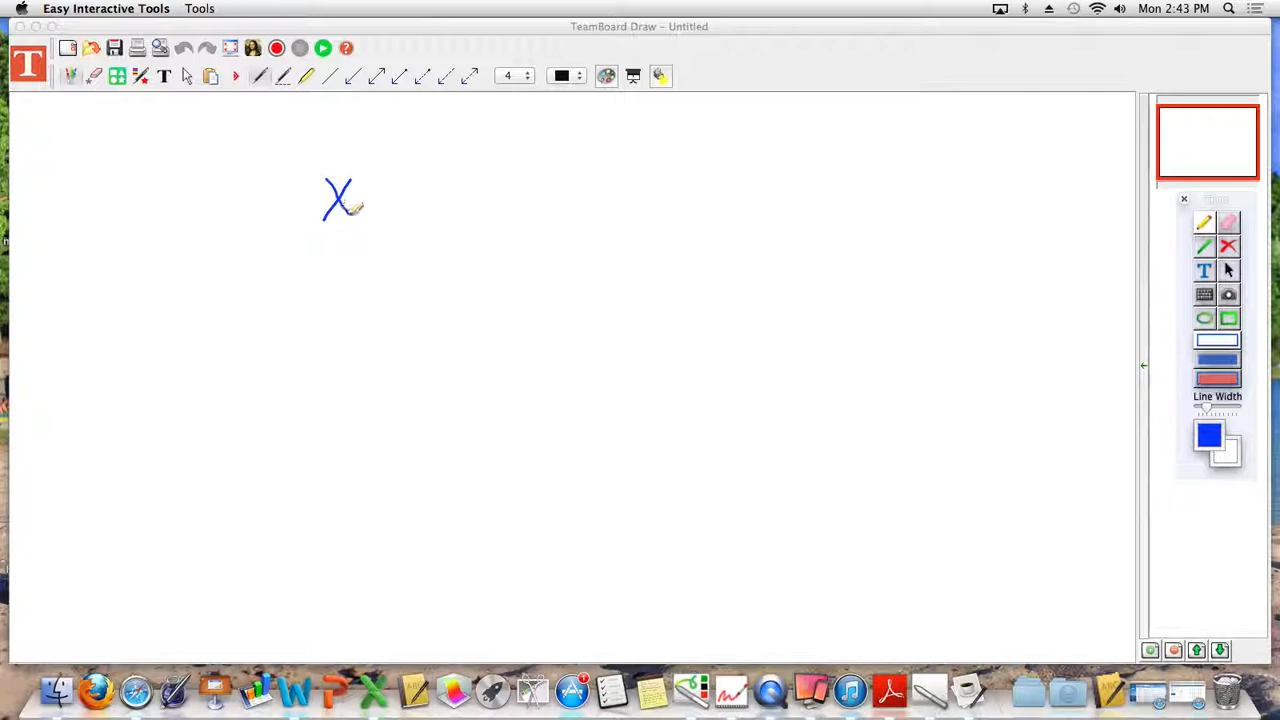 Easy Interactive Tools Tools Mon 2:43 PM
TeamBoard Draw – Untitled
T
T 4
x
T
Line Width